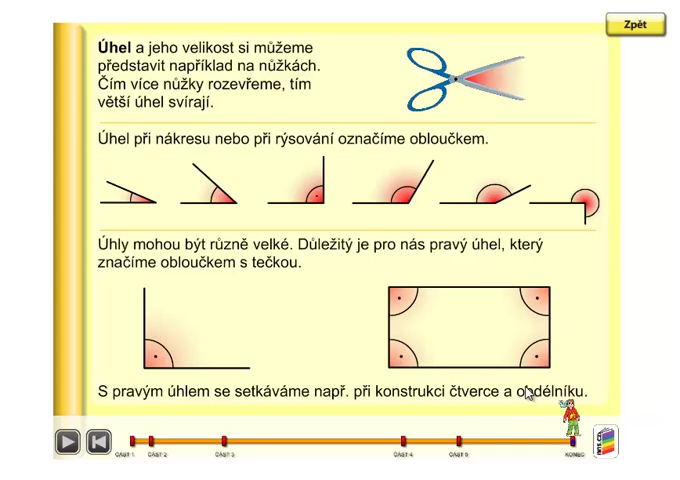 Zpět
Úhel a jeho velikost si můžeme
představit například na nůžkách.
Čím více nůžky rozevřeme, tím
větší úhel svírají.
Úhel při nákresu nebo při rýsování označíme obloučkem.
Úhly mohou být různě velké. Důležitý je pro nás pravý úhel, který
značíme obloučkem s tečkou.
S pravým úhlem se setkáváme např. při konstrukci čtverce a obdélníku.
ČÁST 1 ČÁST 2 ČÁST 3 ČÁST 4 ČÁST 5 KONEC